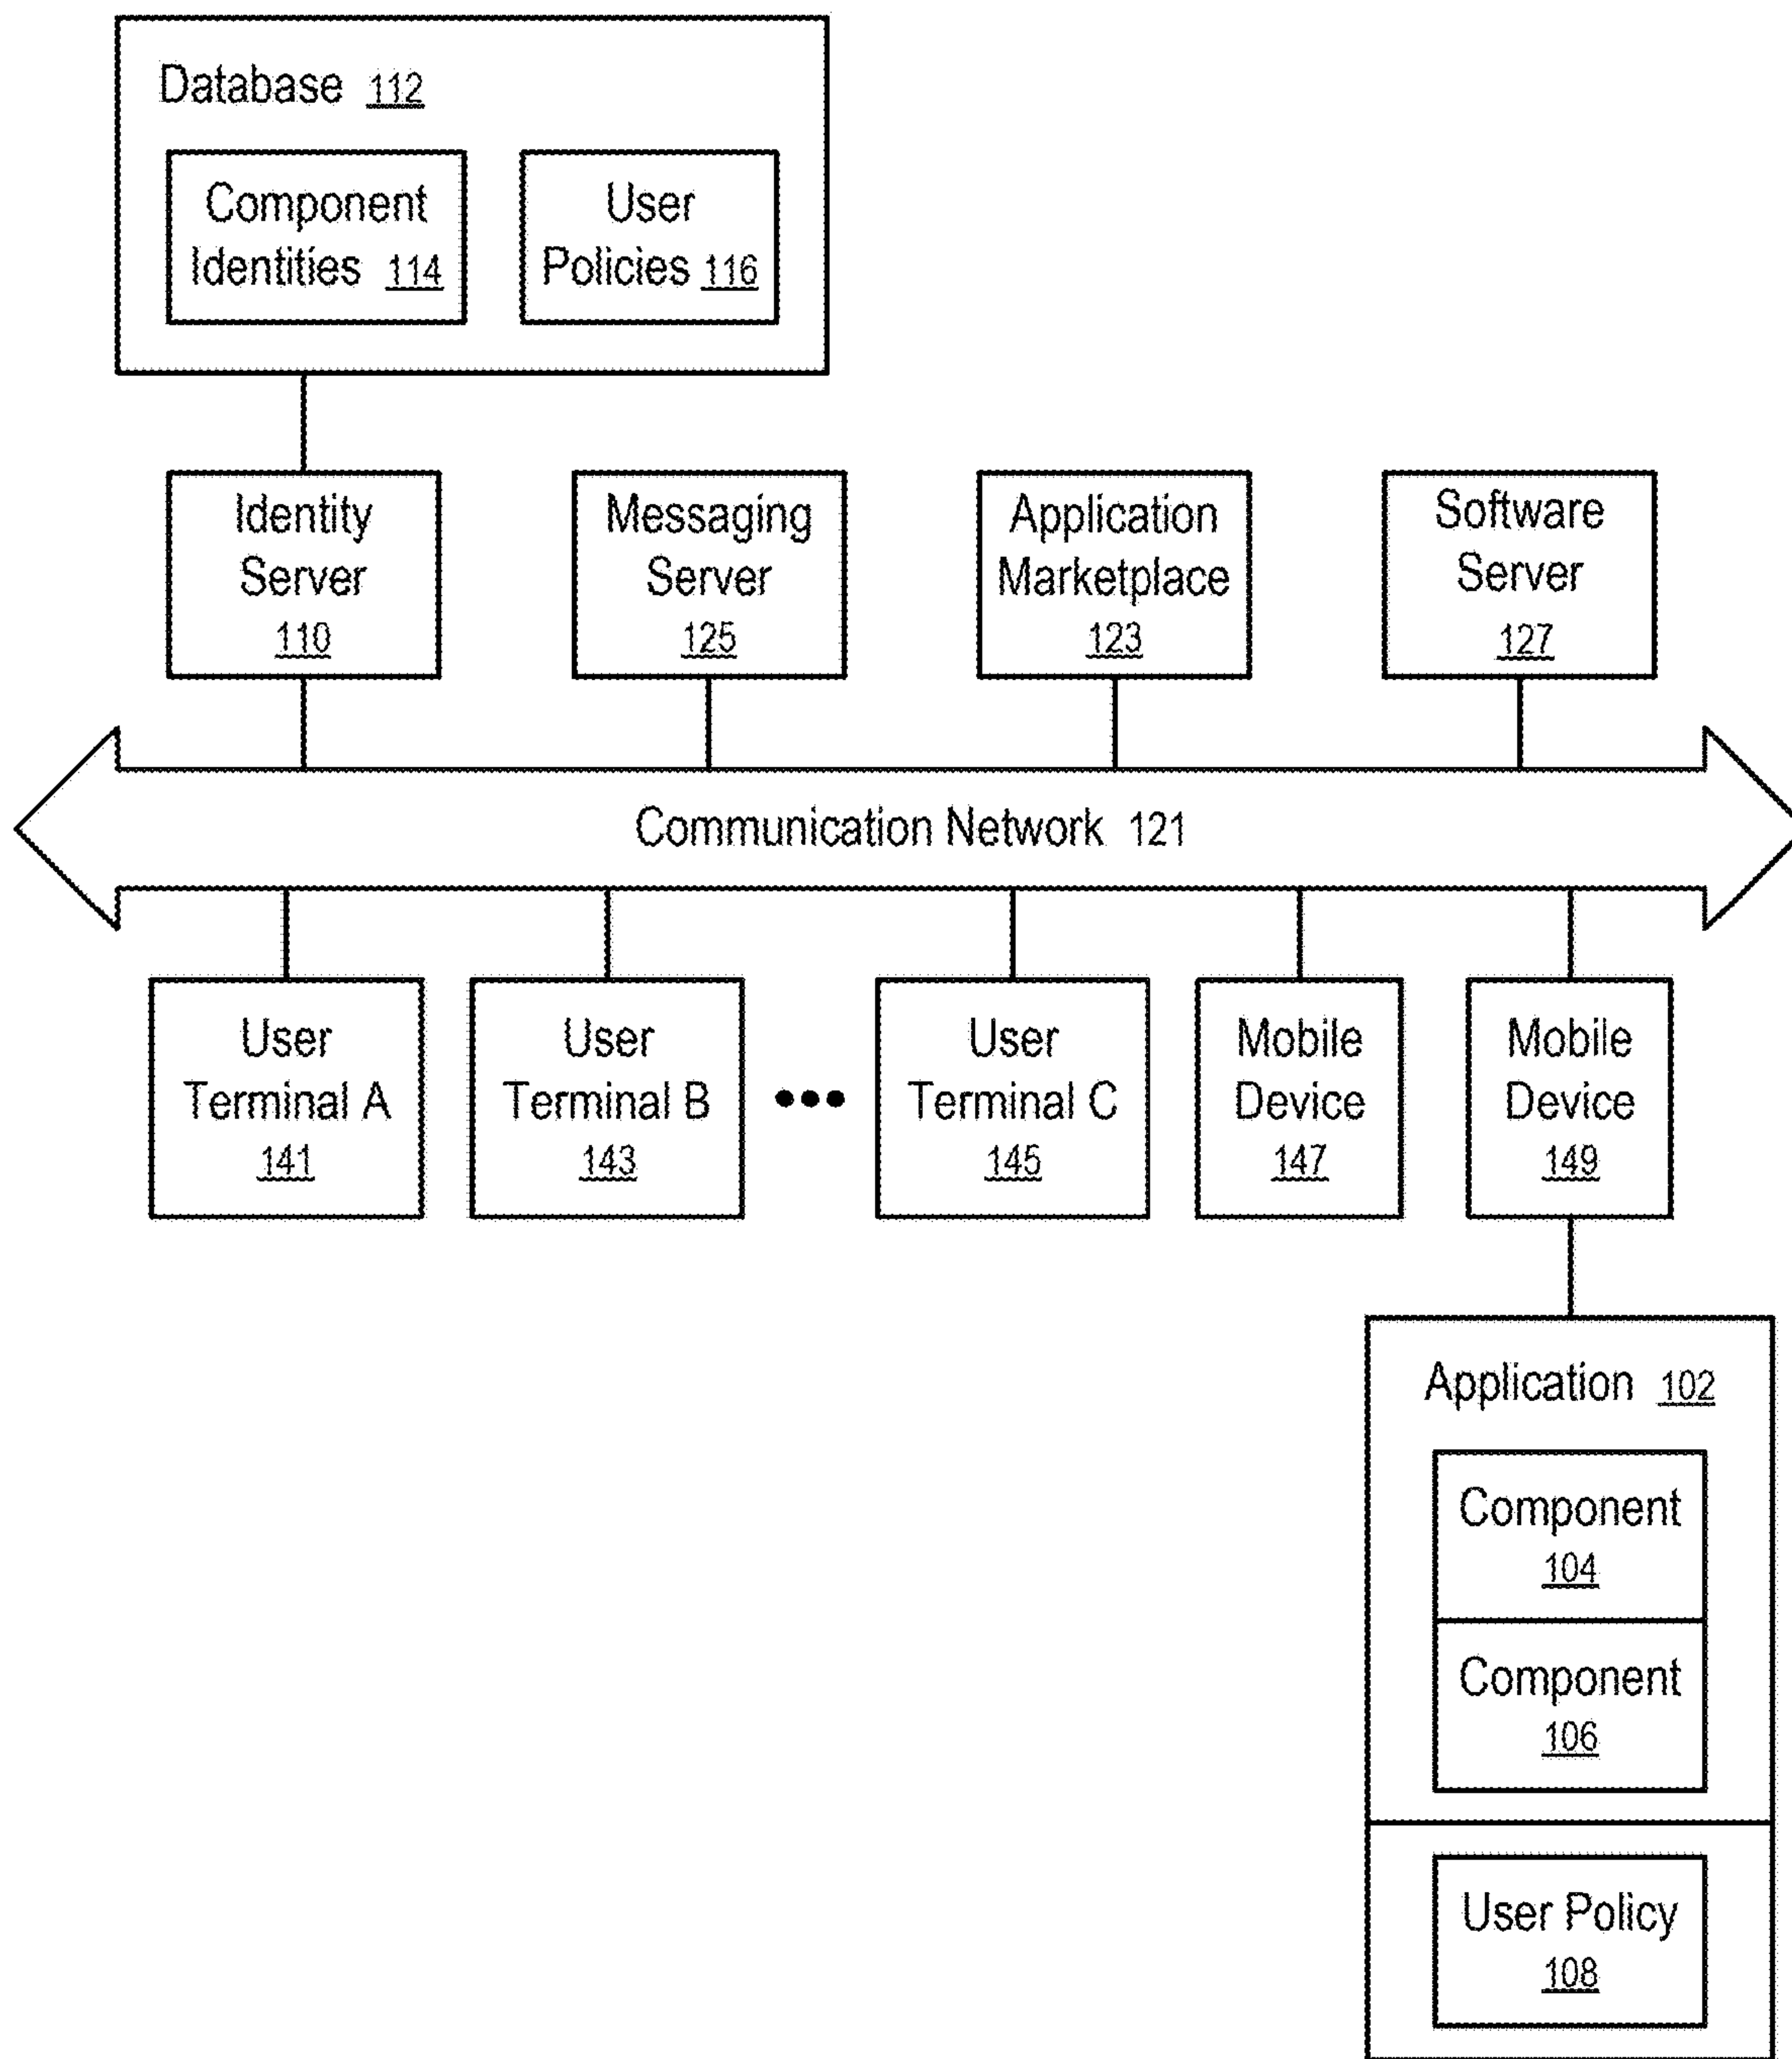 Database 112
Component
Identities 114
User
Policies 116
Identity
Server
110
Messaging
Server
125
Application
Marketplace
123
Software
Server
127
Communication Network 121
User
Terminal A
141
User
Terminal B
143
•••
User
Terminal C
145
Mobile
Device
147
Mobile
Device
149
Application 102
Component
104
Component
106
User Policy
108